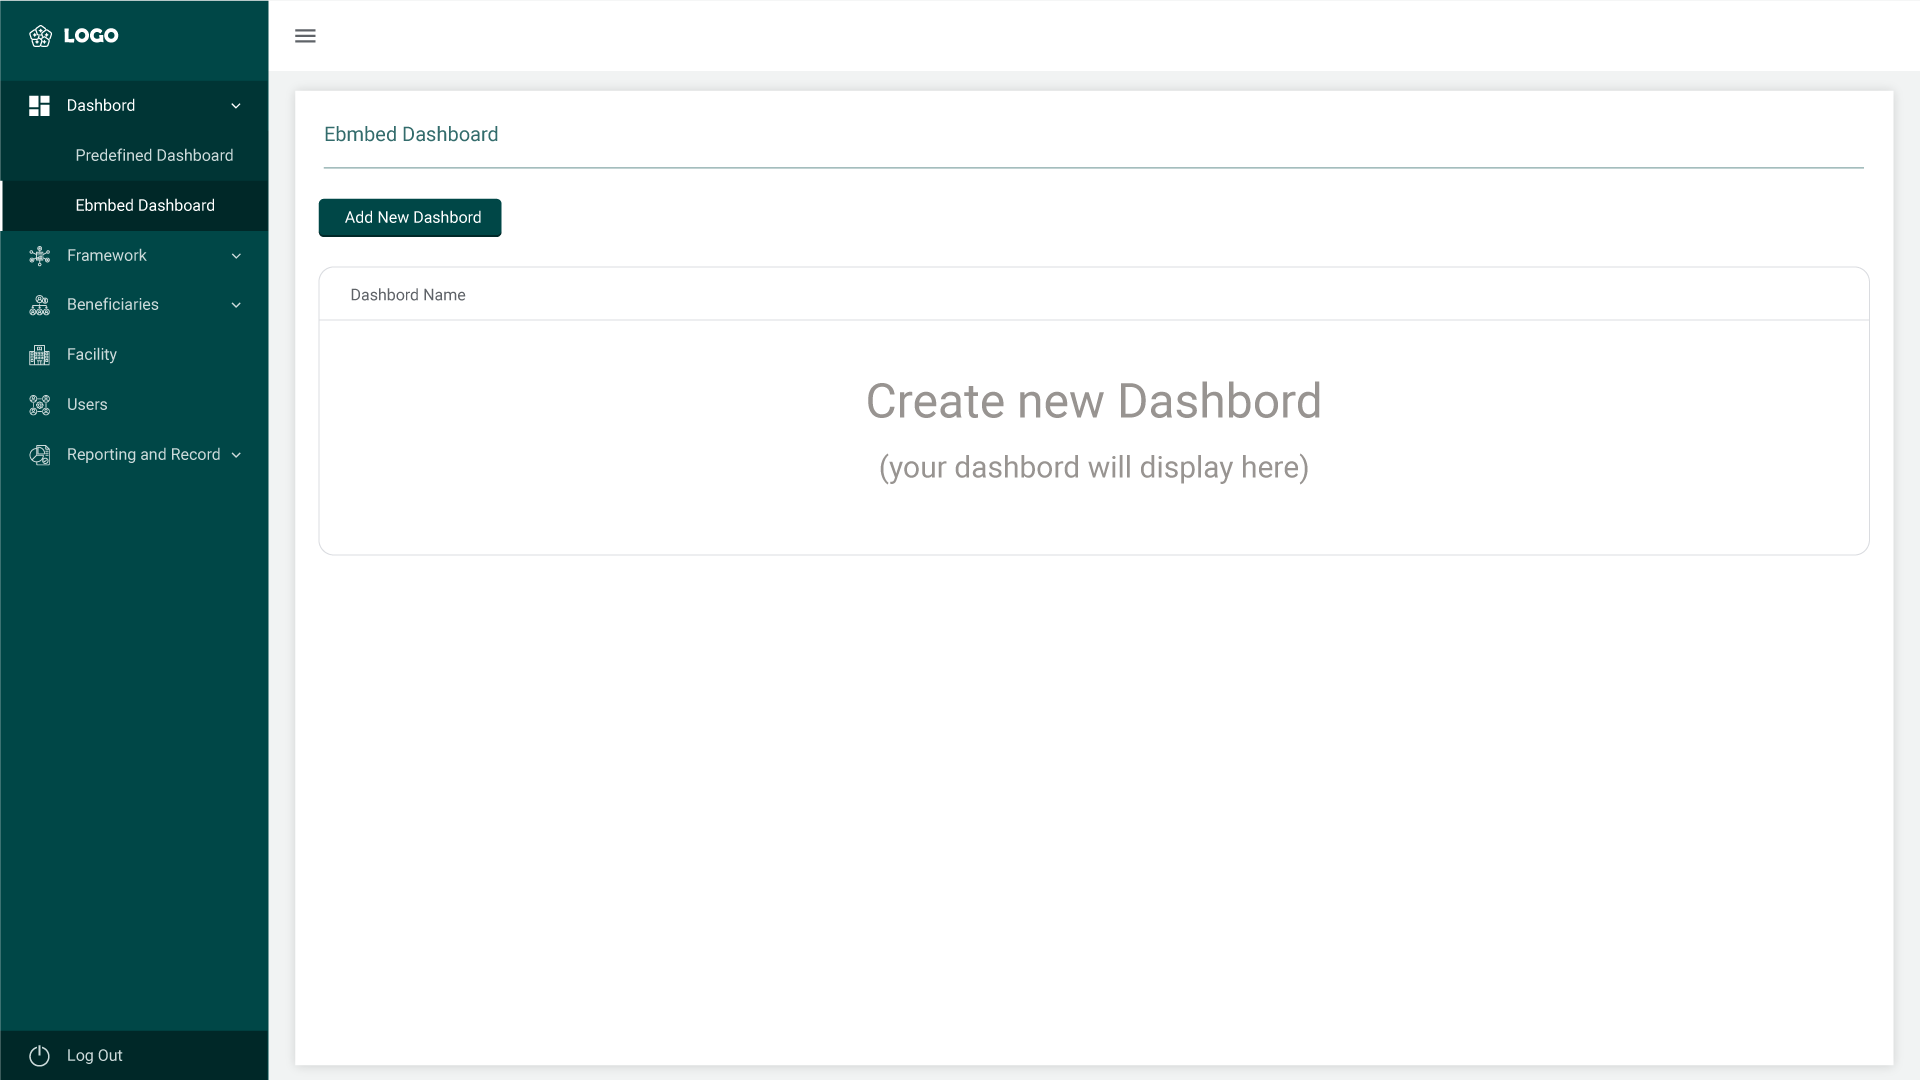 LOGO
Dashbord
Predefined Dashboard
Ebmbed Dashboard
Framework
Beneficiaries
Facility
Users
Reporting and Record
Log Out
Ebmbed Dashboard
Add New Dashbord
Dashbord Name
Create new Dashbord
(your dashbord will display here)